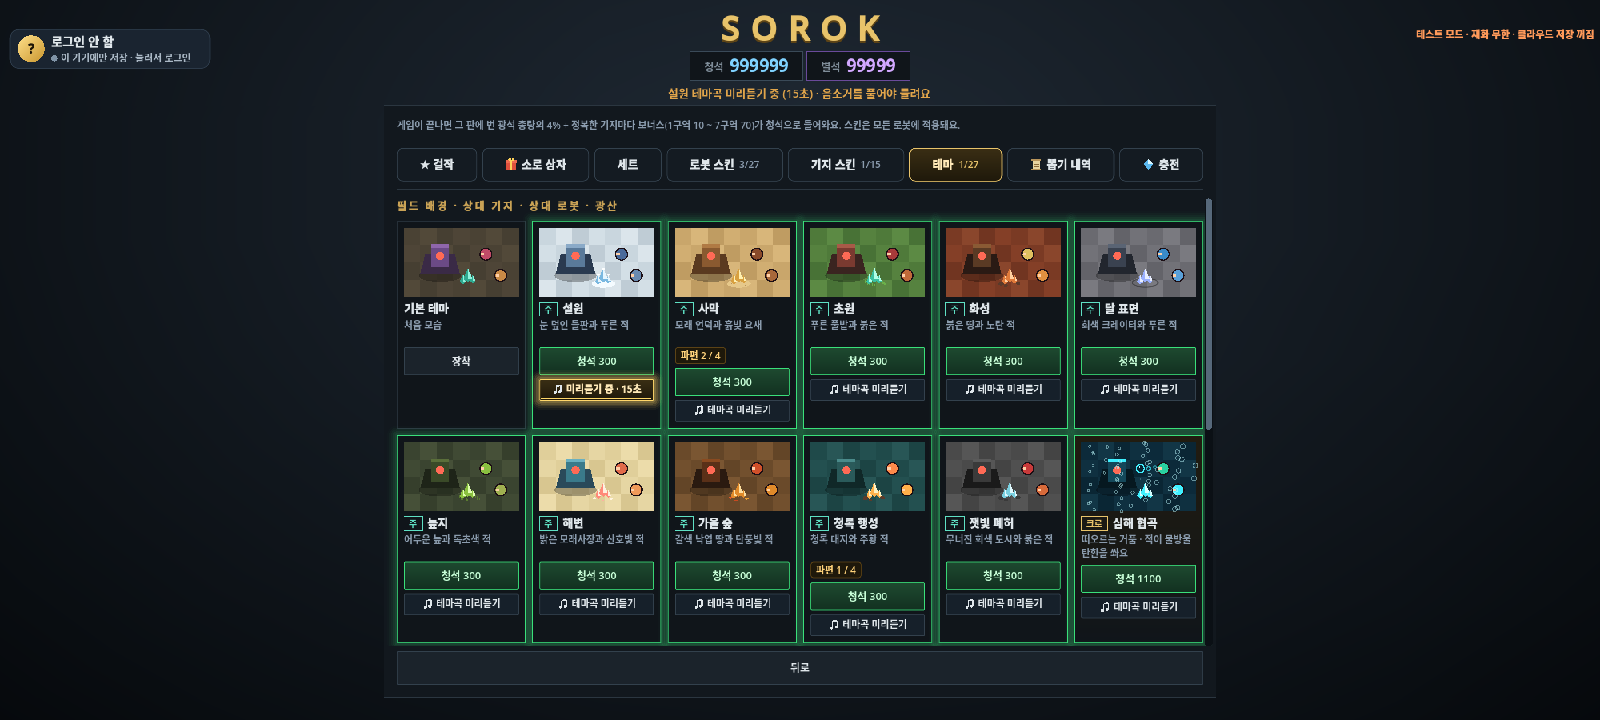 SOROK
? 로그인 안 함
이 기기에만 저장 · 눌러서 로그인
테스트 모드 · 재화 무한 · 클라우드 저장 꺼짐
청석 999999 별석 99999
설원 테마곡 미리듣기 중 (15초) · 음소거를 풀어야 들려요
게임이 끝나면 그 판에 번 광석 총량의 4% + 정복한 기지마다 보너스(1구역 10 ~ 7구역 70)가 청석으로 들어와요. 스킨은 모든 로봇에 적용돼요.
★ 걸작 소로 상자 세트 로봇 스킨 3/27 기지 스킨 1/15 테마 1/27 뽑기 내역 충전
필드 배경 · 상대 기지 · 상대 로봇 · 광산
기본 테마
처음 모습
장착
주 설원
눈 덮인 들판과 푸른 적
청석 300
♫ 미리듣기 중 · 15초
주 사막
모래 언덕과 흙빛 요새
파편 2 / 4
청석 300
♫ 테마곡 미리듣기
주 초원
푸른 풀밭과 붉은 적
청석 300
♫ 테마곡 미리듣기
주 화성
붉은 땅과 노란 적
청석 300
♫ 테마곡 미리듣기
주 달 표면
회색 크레이터와 푸른 적
청석 300
♫ 테마곡 미리듣기
주 늪지
어두운 늪과 독초색 적
청석 300
♫ 테마곡 미리듣기
주 해변
밝은 모래사장과 산호빛 적
청석 300
♫ 테마곡 미리듣기
주 가을 숲
갈색 낙엽 땅과 단풍빛 적
청석 300
♫ 테마곡 미리듣기
주 청록 행성
청록 대지와 주황 적
파편 1 / 4
청석 300
♫ 테마곡 미리듣기
주 잿빛 폐허
무너진 회색 도시와 붉은 적
청석 300
♫ 테마곡 미리듣기
크로 심해 협곡
떠오르는 거품 · 적이 물방울
탄환을 쏴요
청석 1100
♫ 테마곡 미리듣기
뒤로